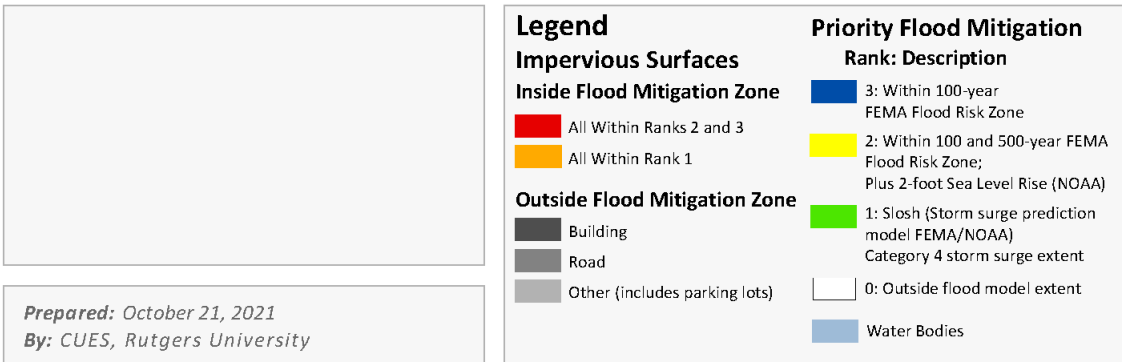 Prepared: October 21, 2021
By: CUES, Rutgers University
Legend
Impervious Surfaces
Inside Flood Mitigation Zone
All Within Ranks 2 and 3
All Within Rank 1
Outside Flood Mitigation Zone
Building
Road
Other (includes parking lots)
Priority Flood Mitigation
Rank: Description
3: Within 100-year
FEMA Flood Risk Zone
2: Within 100 and 500-year FEMA
Flood Risk Zone;
Plus 2-foot Sea Level Rise (NOAA)
1: Slosh (Storm surge prediction
model FEMA/NOAA)
Category 4 storm surge extent
0: Outside flood model extent
Water Bodies